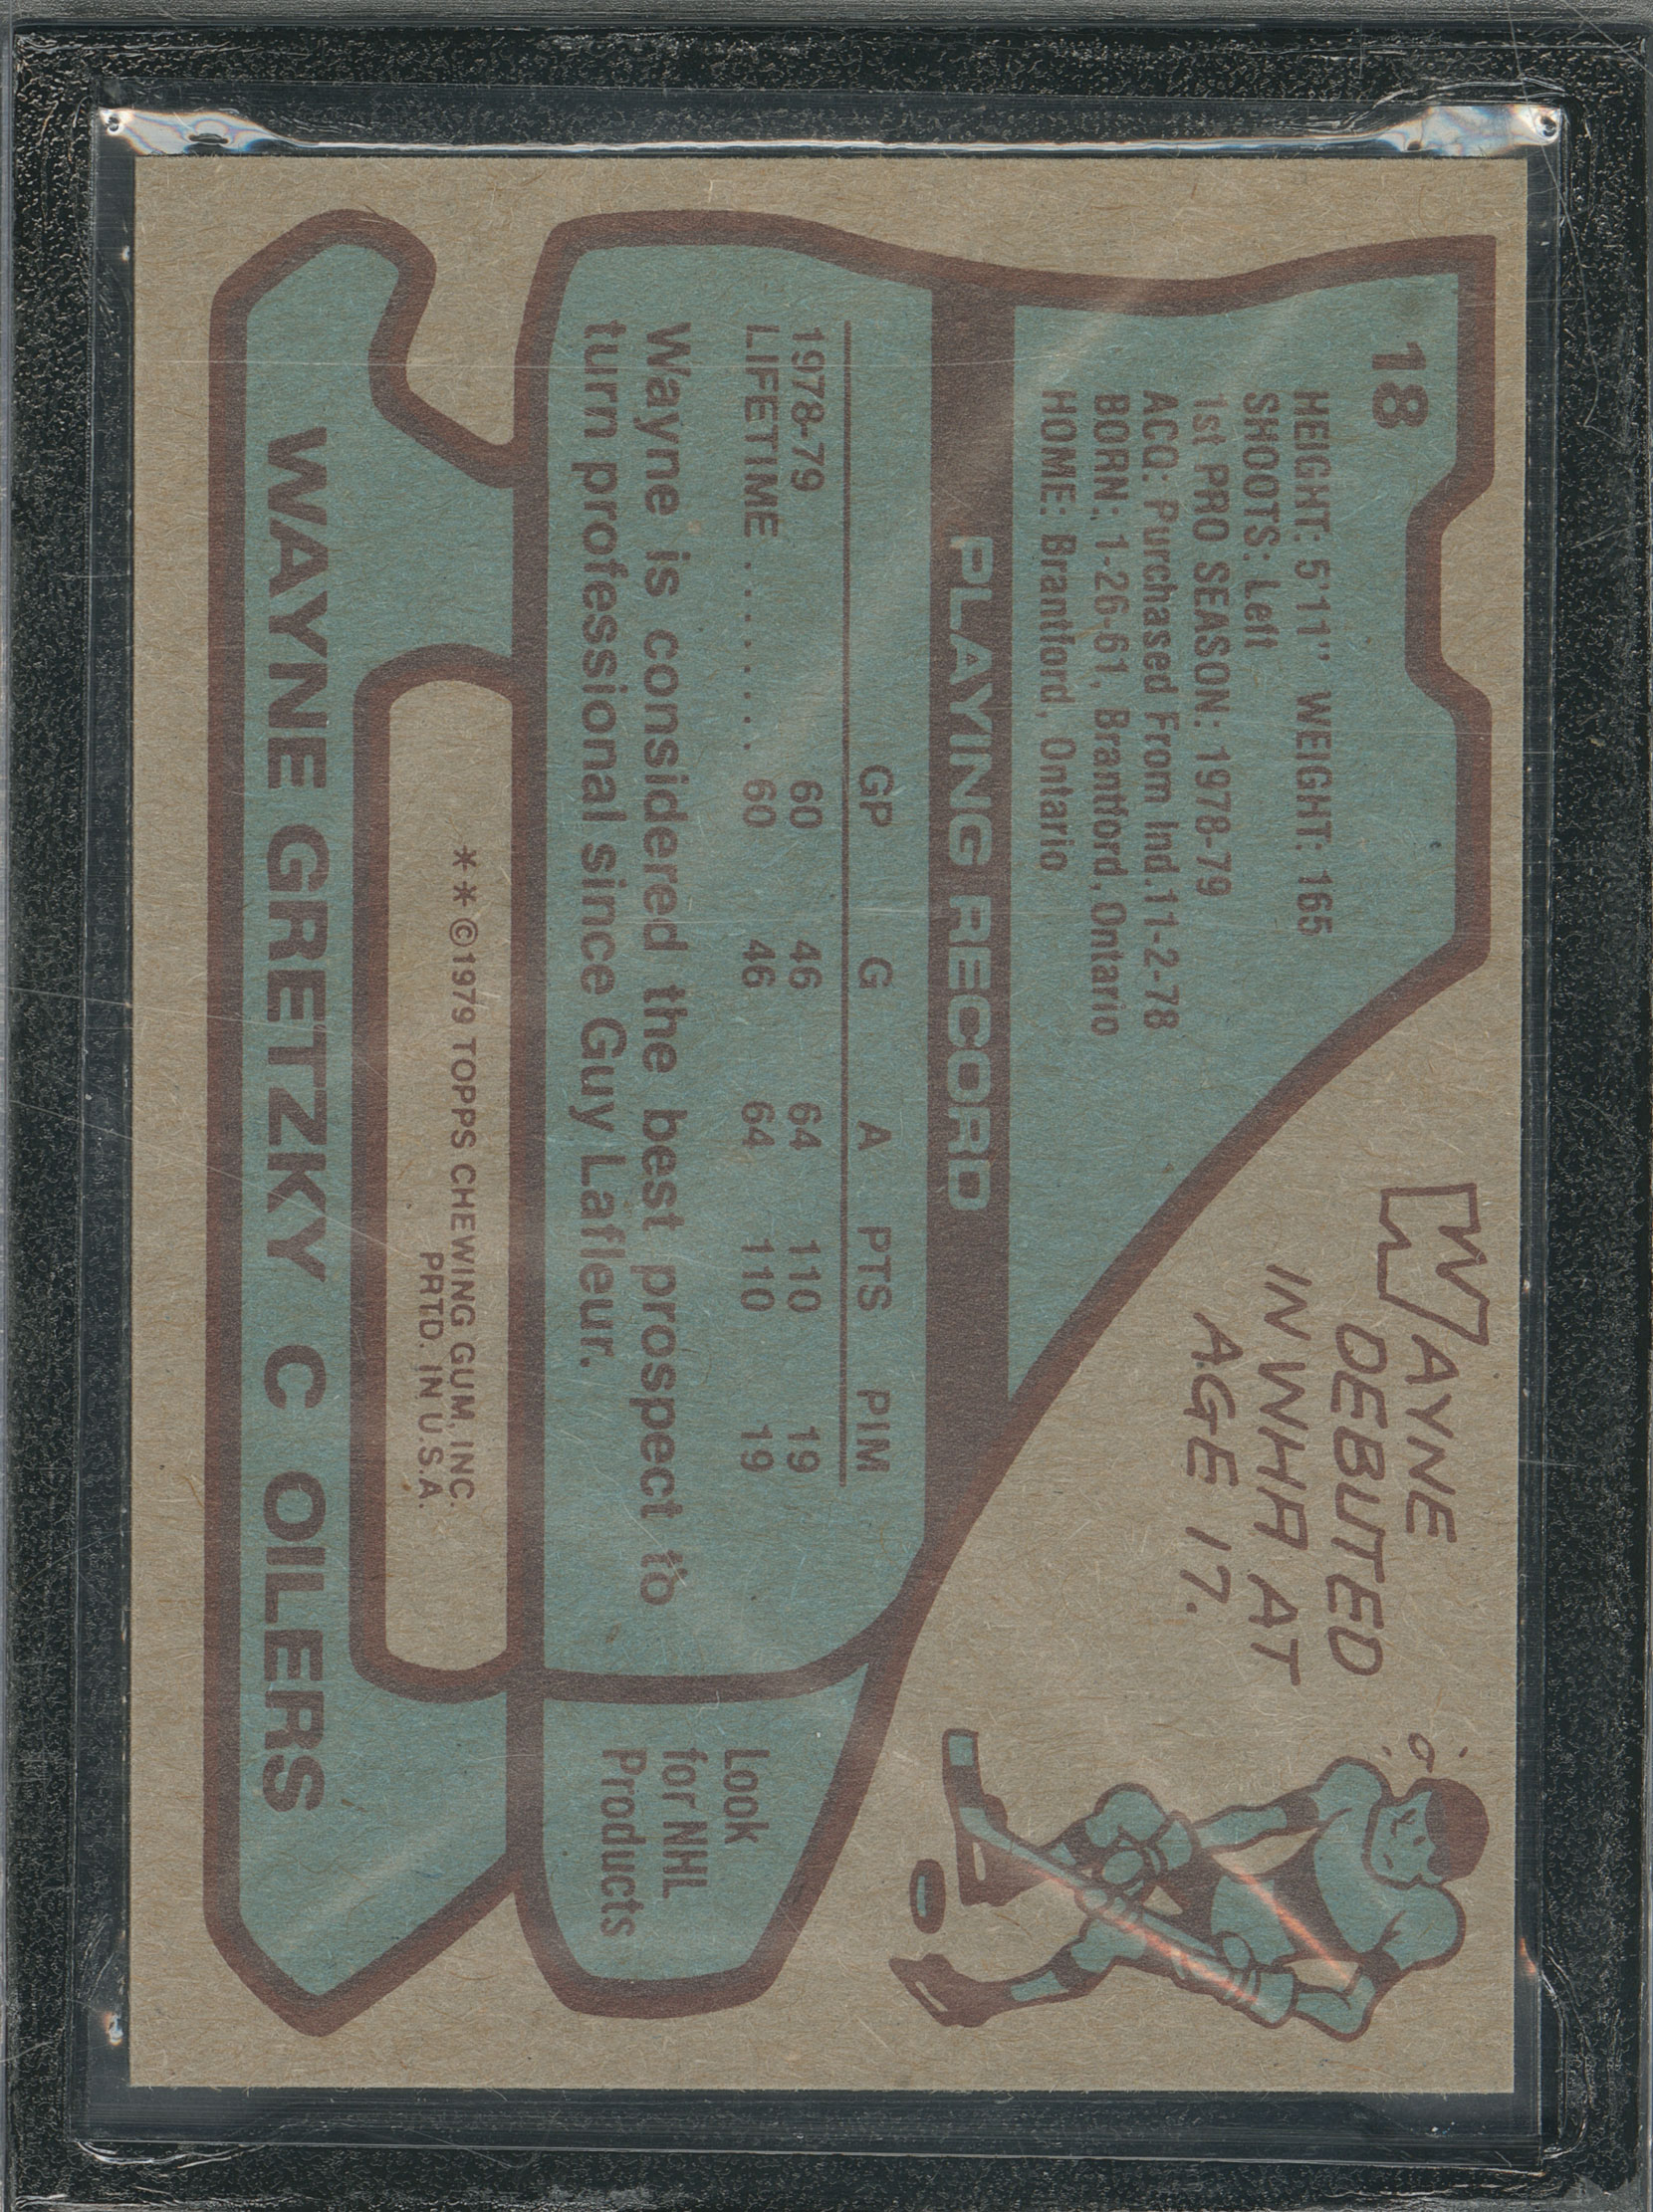 18
HEIGHT: 5'11" WEIGHT: 165
SHOOTS: Left
1st PRO SEASON: 1978-79
ACQ: Purchased From Ind.11-2-78
BORN: 1-26-61, Brantford,Ontario
HOME: Brantford, Ontario
WAYNE
DEBUTED
IN WHA AT
AGE 17.
PLAYING RECORD
GP G A PTS PIM
1978-79 60 46 64 110 19
LIFETIME ....... 60 46 64 110 19
Wayne is considered the best prospect to
turn professional since Guy Lafleur.
Look
for NHL
Products
**©1979 TOPPS CHEWING GUM, INC.
PRTD. IN U.S.A.
WAYNE GRETZKY C OILERS